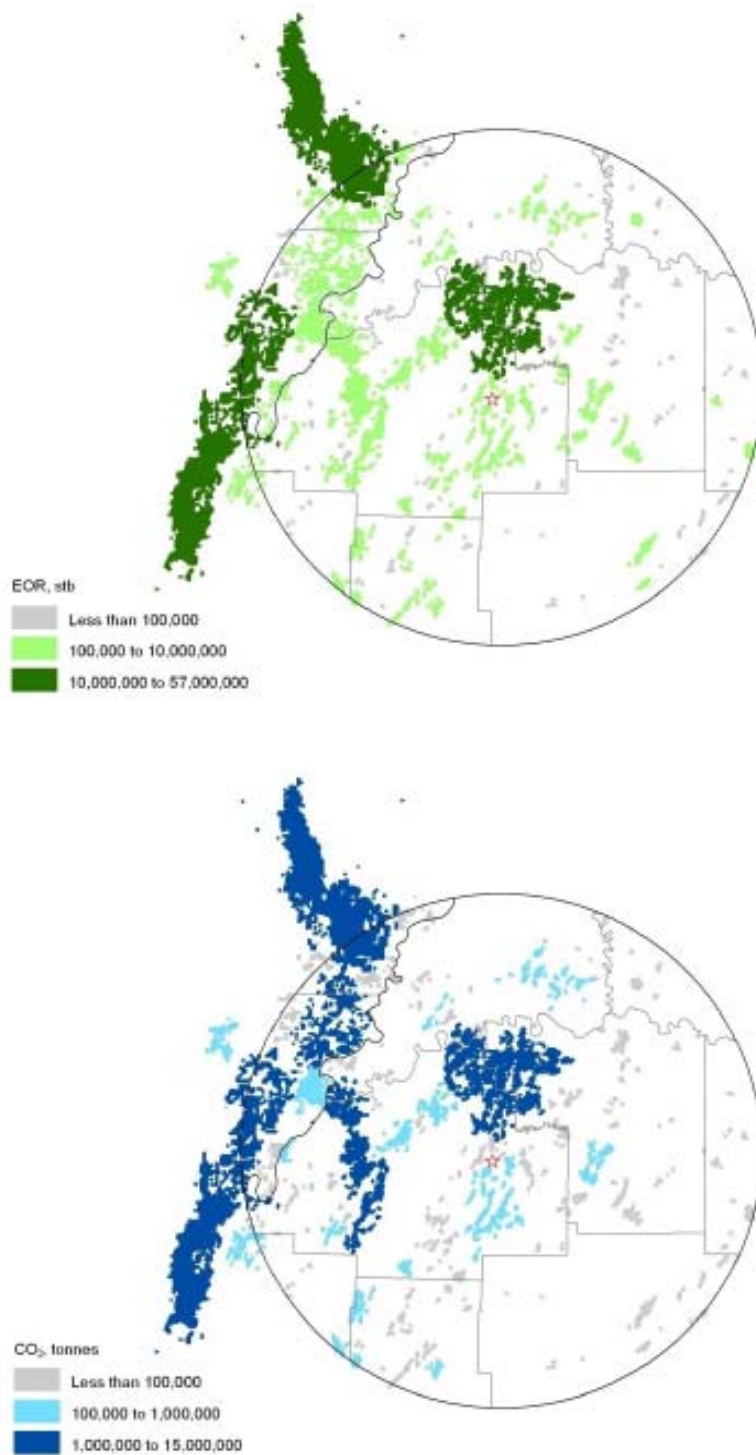 EOR, stb
Less than 100,000
100,000 to 10,000,000
10,000,000 to 57,000,000
CO₂, tonnes
Less than 100,000
100,000 to 1,000,000
1,000,000 to 15,000,000